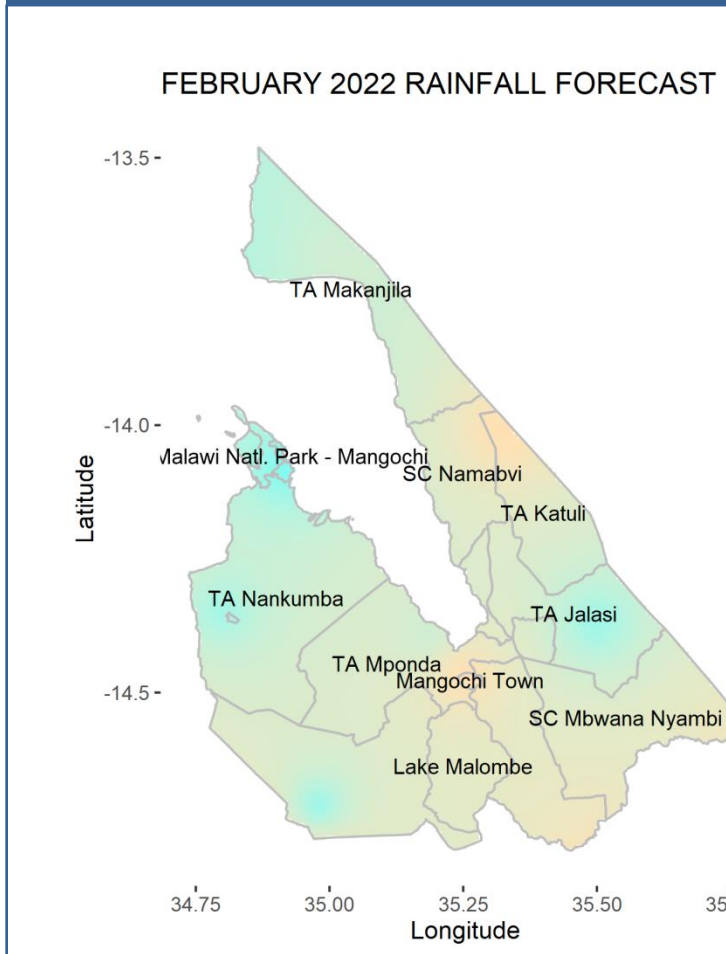 FEBRUARY 2022 RAINFALL FORECAST
-13.5
TA Makanjila
-14.0
Malawi Natl. Park - Mangochi
SC Namabvi
TA Katuli
Latitude
TA Nankumba
TA Jalasi
TA Mponda
Mangochi Town
-14.5
SC Mbwana Nyambi
Lake Malombe
34.75 35.00 35.25 35.50
Longitude